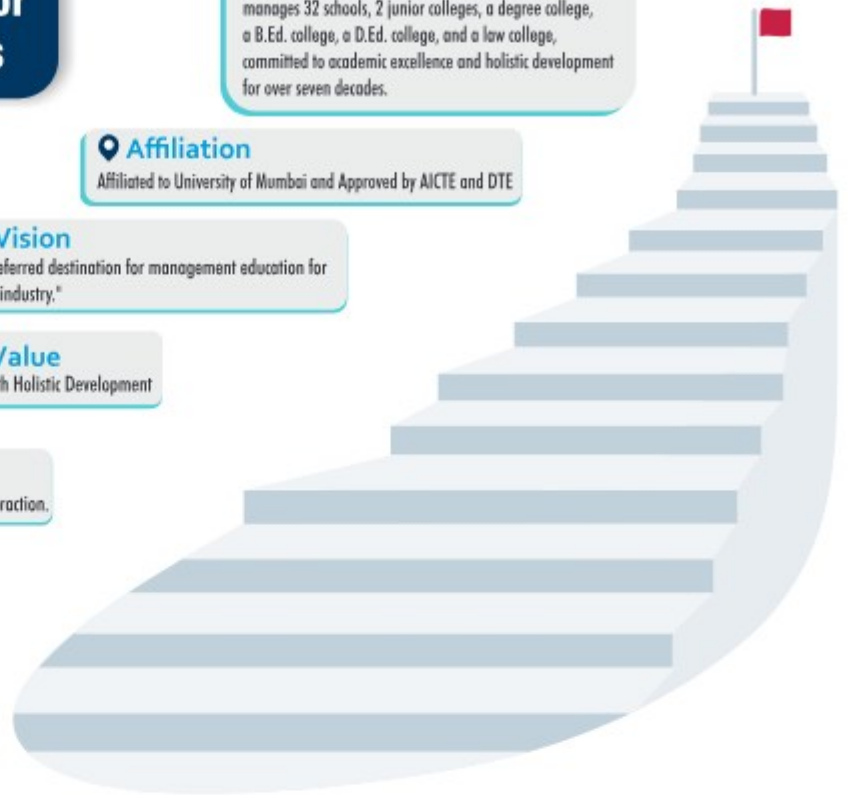 or
s
manages 32 schools, 2 junior colleges, a degree college,
a B.Ed. college, a D.Ed. college, and a law college,
committed to academic excellence and holistic development
for over seven decades.
Affiliation
Affiliated to University of Mumbai and Approved by AICTE and DTE
Vision
eferred destination for management education for
industry."
Value
th Holistic Development
raction.